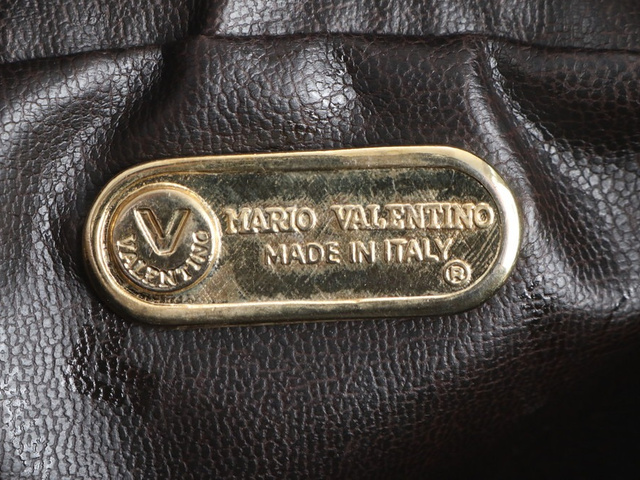 V
VALENTINO
MARIO VALENTINO
MADE IN ITALY
®